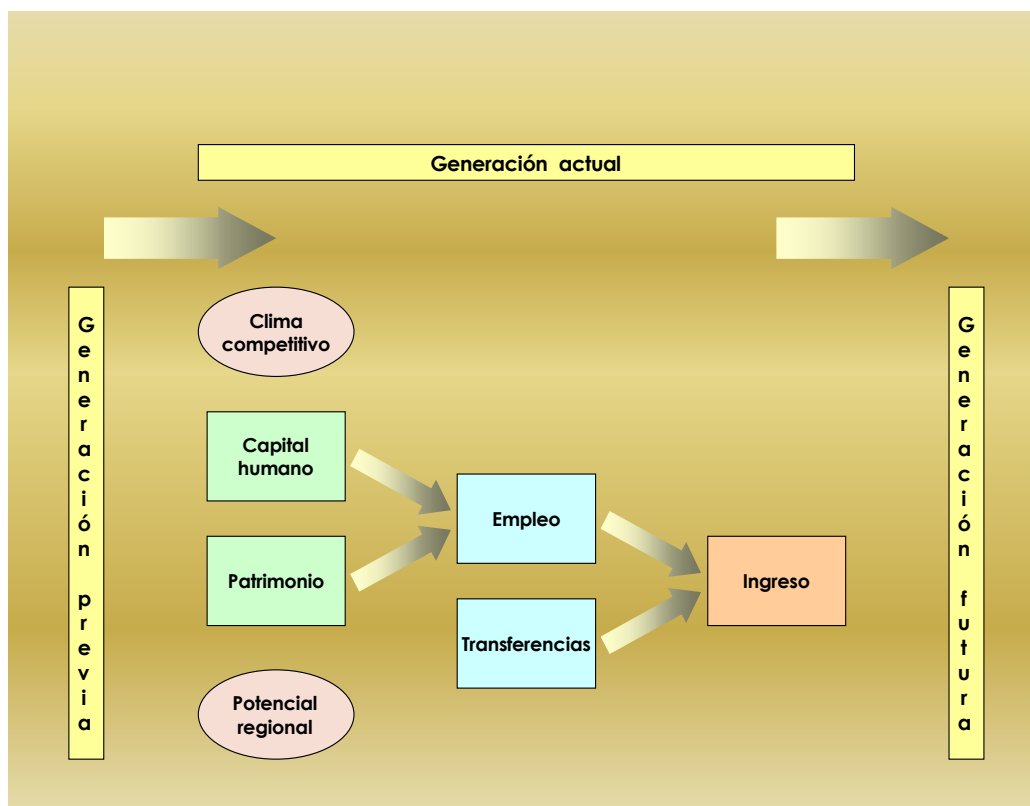 Generación actual
Generación previa
Clima
competitivo
Capital
humano
Patrimonio
Potencial
regional
Empleo
Transferencias
Ingreso
Generación futura